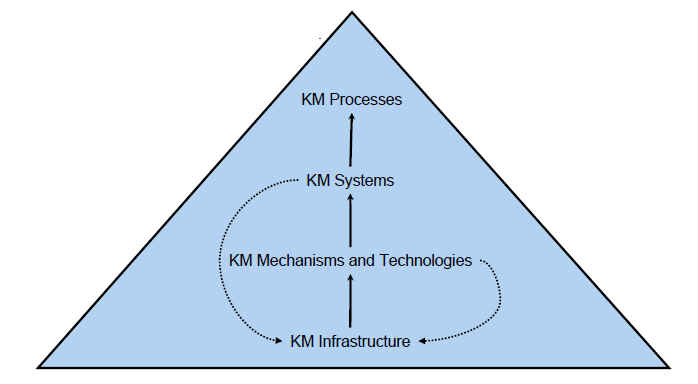 KM Processes
KM Systems
KM Mechanisms and Technologies
KM Infrastructure